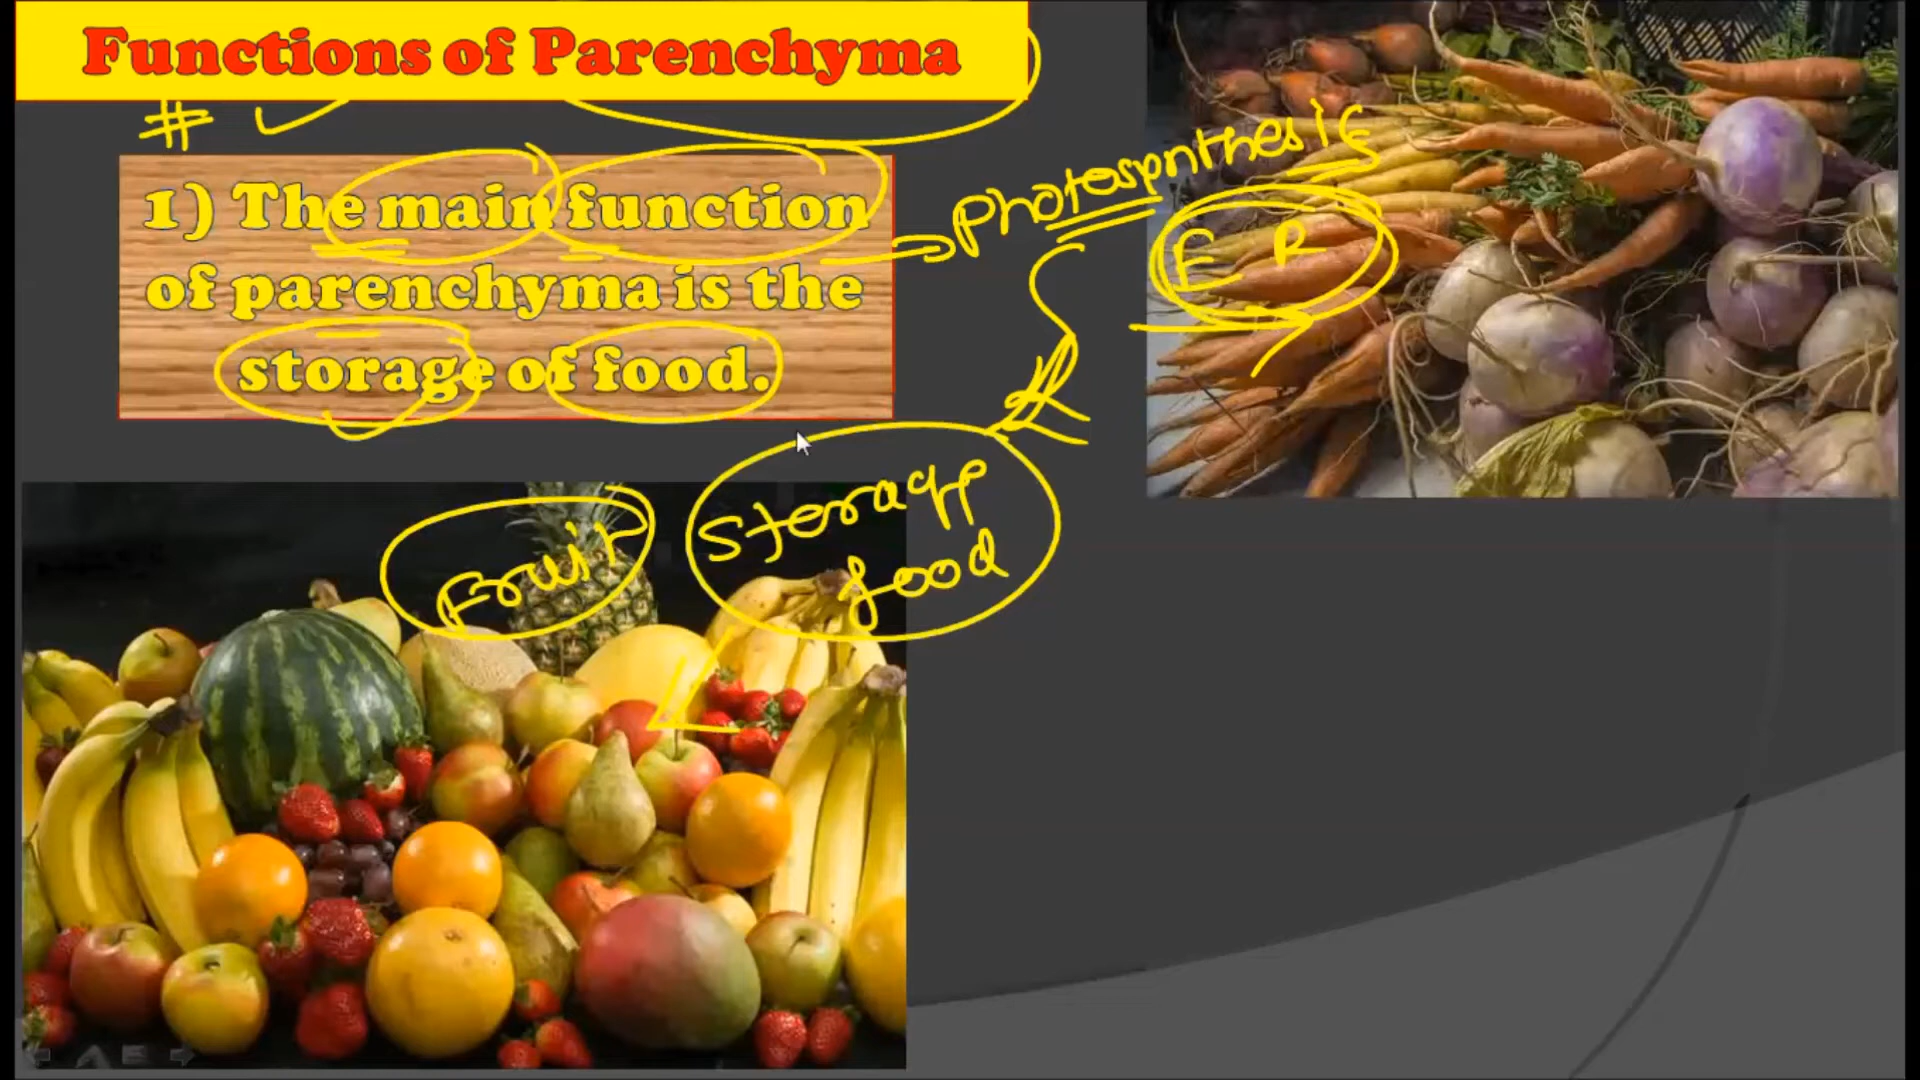 Functions of Parenchyma
#
1) The main function
of parenchyma is the
storage of food.
Photosynthesis
F R
Storage
food
Fruit